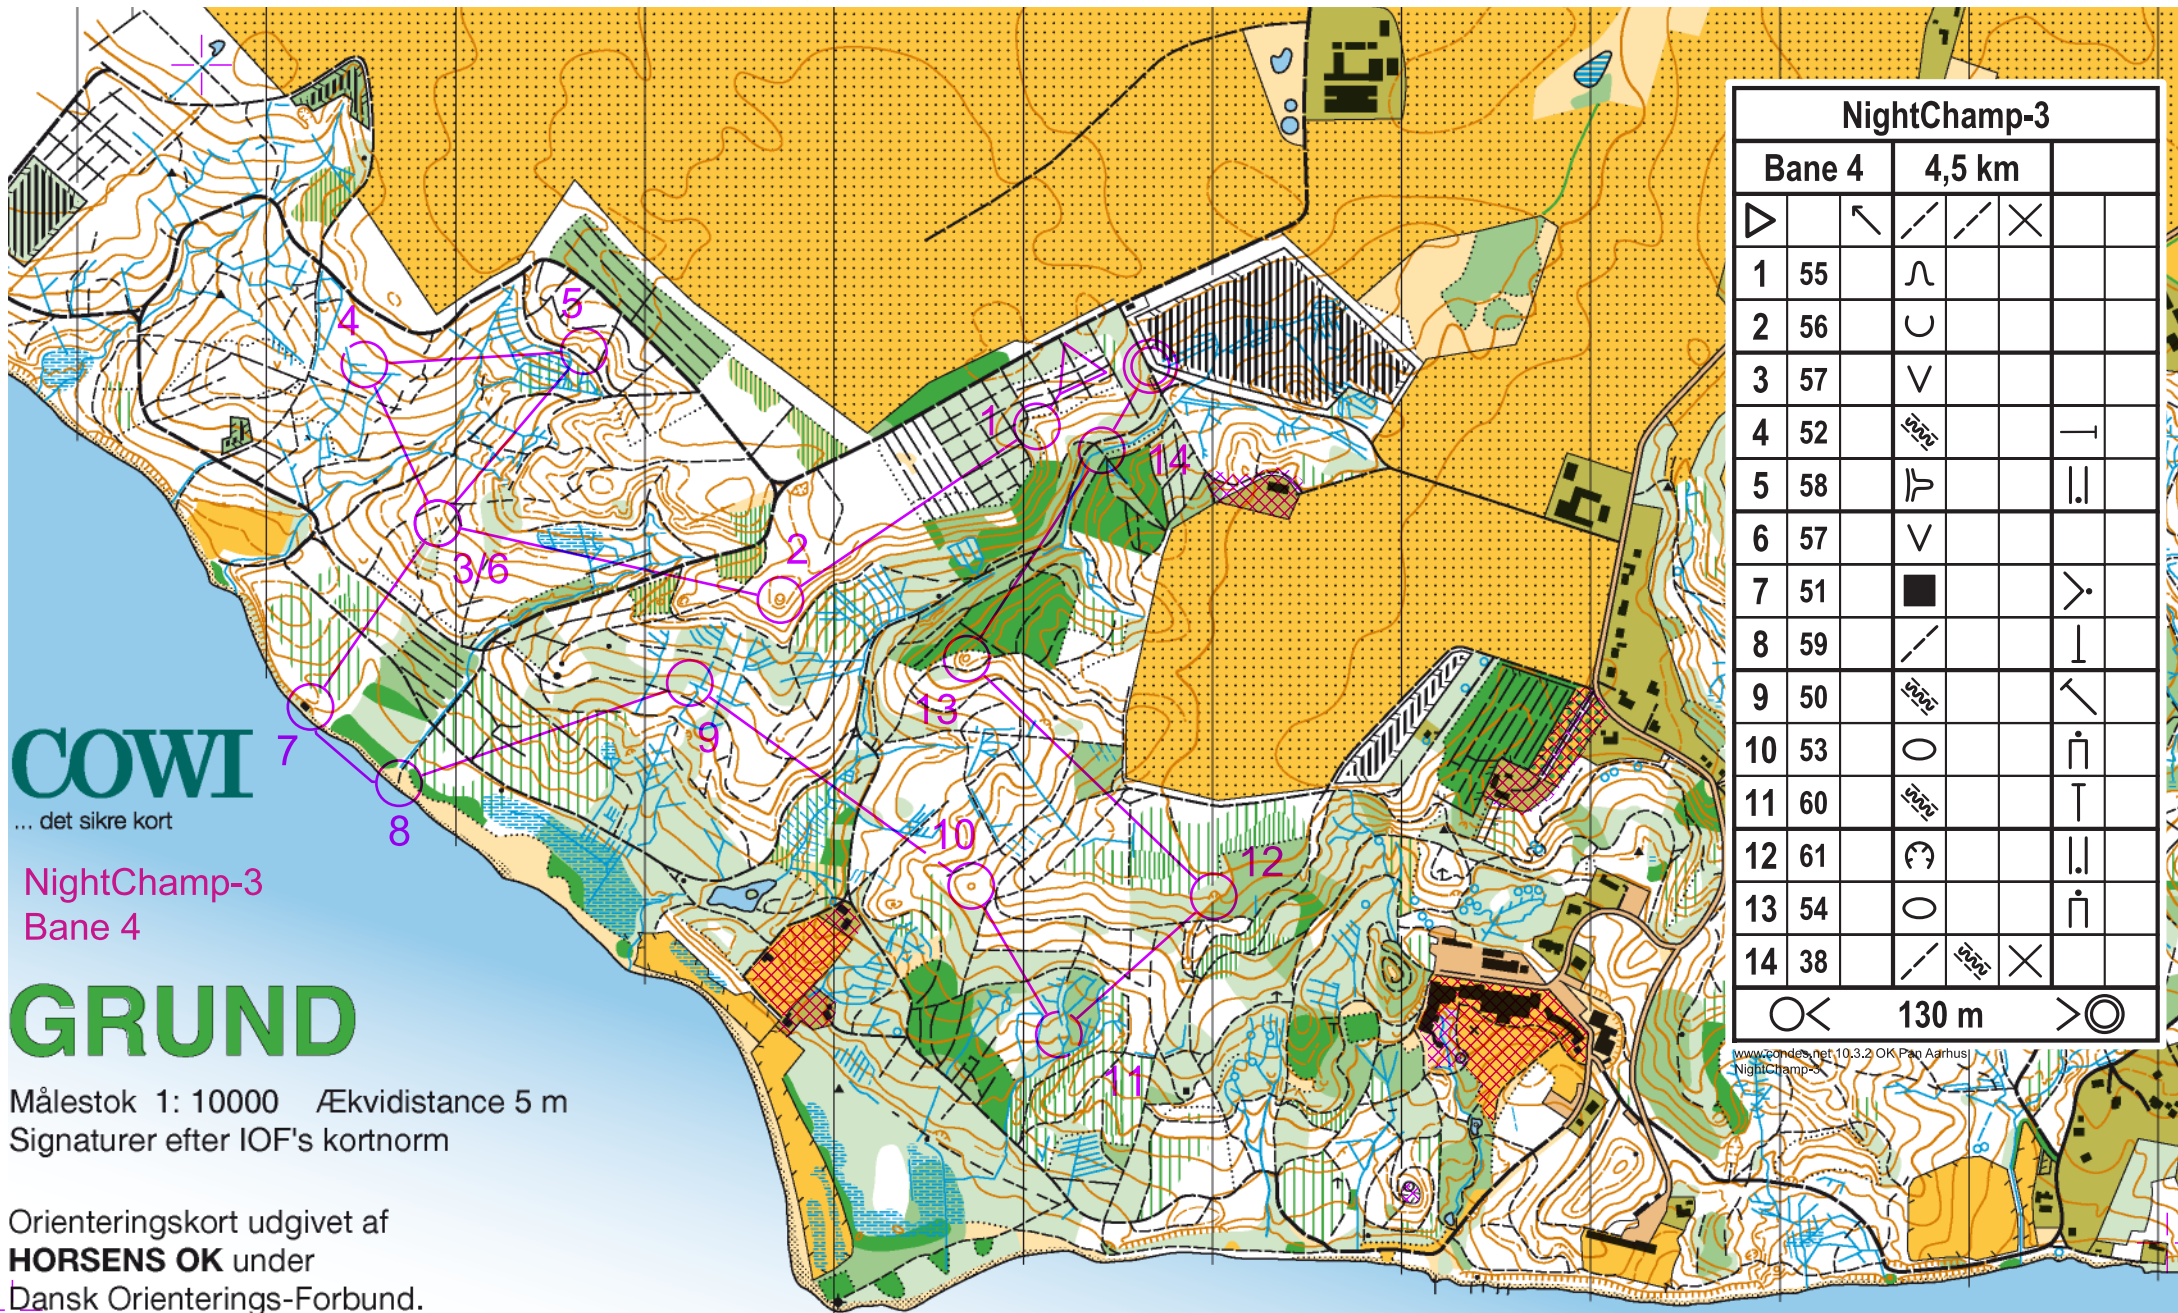 NightChamp-3
Bane 4 4,5 km
1 55
2 56
3 57
4 52
5 58
6 57
7 51
8 59
9 50
10 53
11 60
12 61
13 54
14 38
130 m
www.condes.net 10.3.2 OK Pan Aarhus
NightChamp-3
4
5
1
14
2
3/6
13
7
9
8
10
12
11
COWI
... det sikre kort
NightChamp-3
Bane 4
GRUND
Målestok 1: 10000 Ækvidistance 5 m
Signaturer efter IOF's kortnorm
Orienteringskort udgivet af
HORSENS OK under
Dansk Orienterings-Forbund.